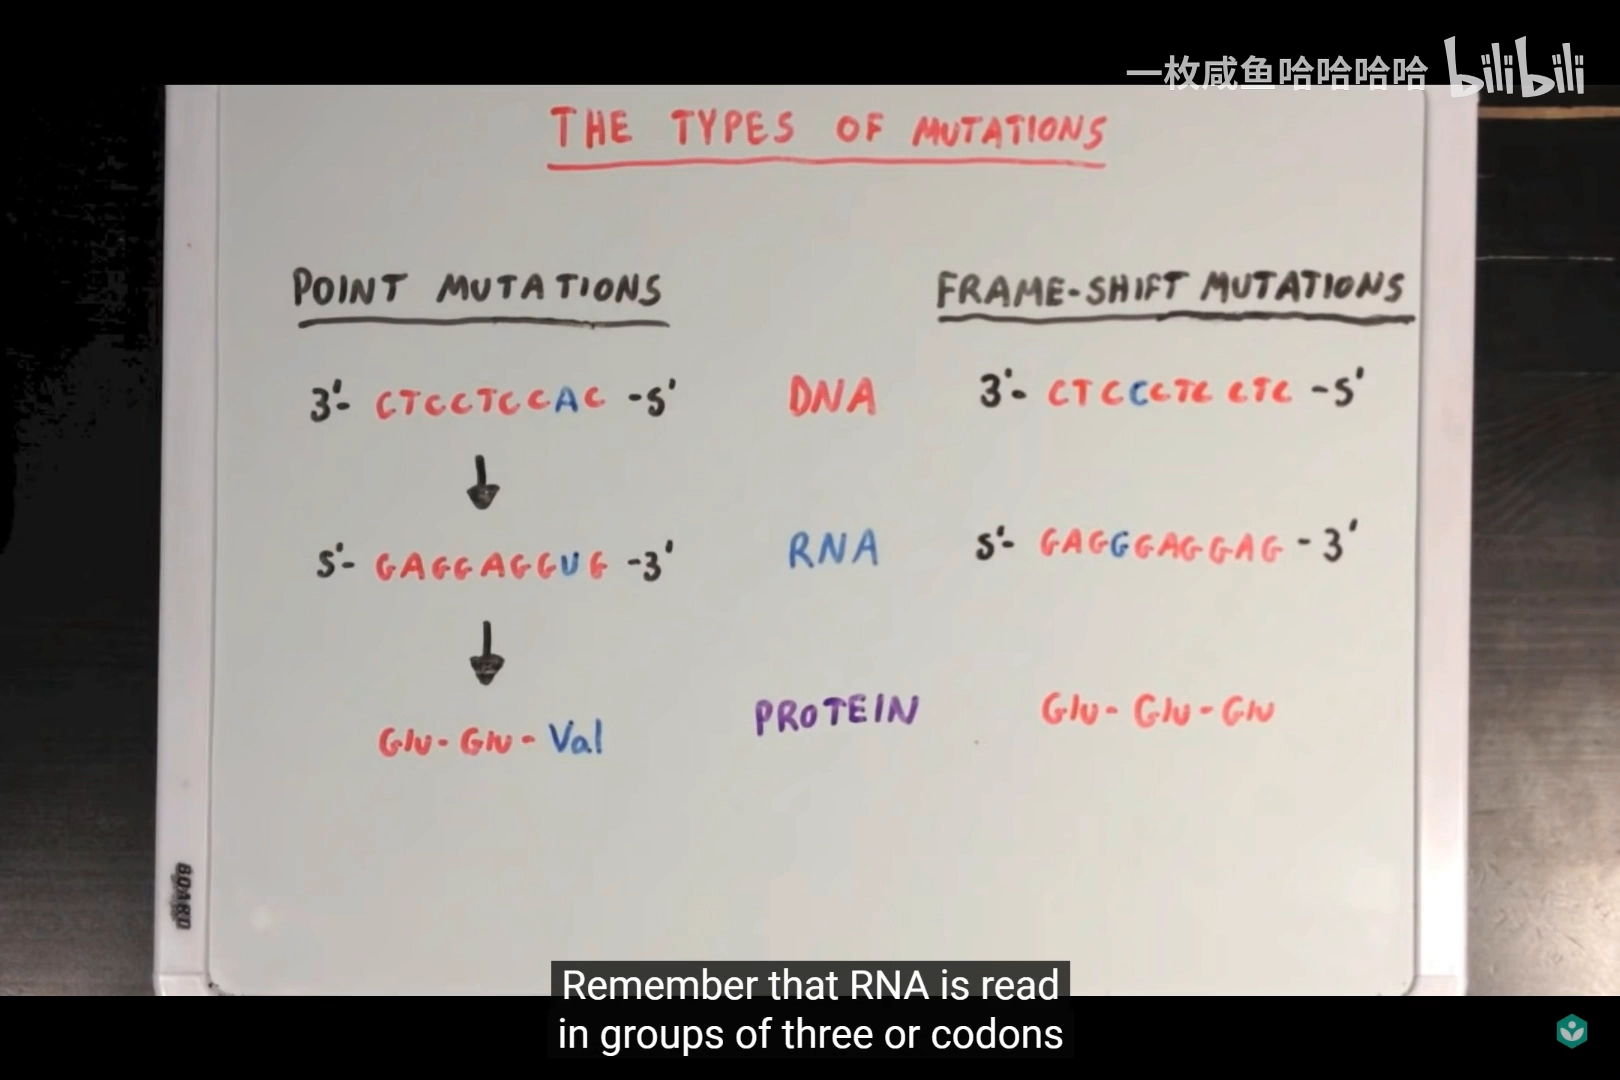 一枚咸鱼哈哈哈哈 bilibili
THE TYPES OF MUTATIONS
POINT MUTATIONS
3'- CTCCTCCAC -5'
5'- GAGGAGGUG -3'
Glu - Glu - Val
DNA
RNA
PROTEIN
FRAME-SHIFT MUTATIONS
3'- CTCCCTCCTC -5'
5'- GAGGGAGGAG -3'
Glu - Glu - Glu
BOARD
Remember that RNA is read
in groups of three or codons